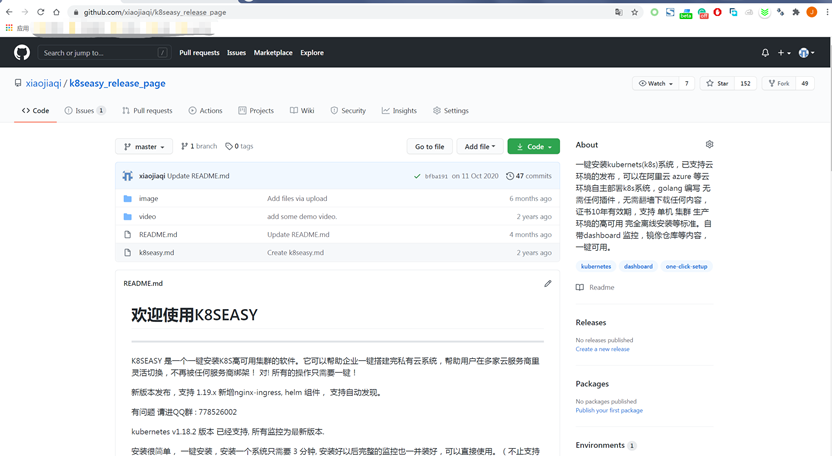 github.com/xiaojiaqi/k8seasy_release_page
应用
Search or jump to...
/
Pull requests Issues Marketplace Explore
xiaojiaqi / k8seasy_release_page
Watch 7 Star 152 Fork 49
Code Issues 1 Pull requests Actions Projects Wiki Security Insights Settings
master 1 branch 0 tags Go to file Add file Code
xiaojiaqi Update README.md bfba191 on 11 Oct 2020 47 commits
image Add files via upload 6 months ago
video add some demo video. 2 years ago
README.md Update README.md 4 months ago
k8seasy.md Create k8seasy.md 2 years ago
README.md
欢迎使用K8SEASY
K8SEASY 是一个一键安装K8S高可用集群的软件。它可以帮助企业一键搭建完私有云系统，帮助用户在多家云服务商里
灵活切换，不再被任何服务商绑架！ 对! 所有的操作只需要一键！
新版本发布，支持 1.19.x 新增nginx-ingress, helm 组件， 支持自动发现。
有问题 请进QQ群 : 778526002
kubernetes v1.18.2 版本 已经支持, 所有监控为最新版本.
安装很简单， 一键安装，安装一个系统只需要 3 分钟, 安装好以后完整的监控也一并装好，可以直接使用。（ 不止支持
About
一键安装kubernets(k8s)系统，已支持云
环境的发布，可以在阿里云 azure 等云
环境自主部署k8s系统，golang 编写 无
需任何插件，无需翻墙下载任何内容，
证书10年有效期，支持 单机 集群 生产
环境的高可用 完全离线安装等标准。自
带dashboard 监控，镜像仓库等内容，
一键可用。
kubernetes dashboard one-click-setup
Readme
Releases
No releases published
Create a new release
Packages
No packages published
Publish your first package
Environments 1